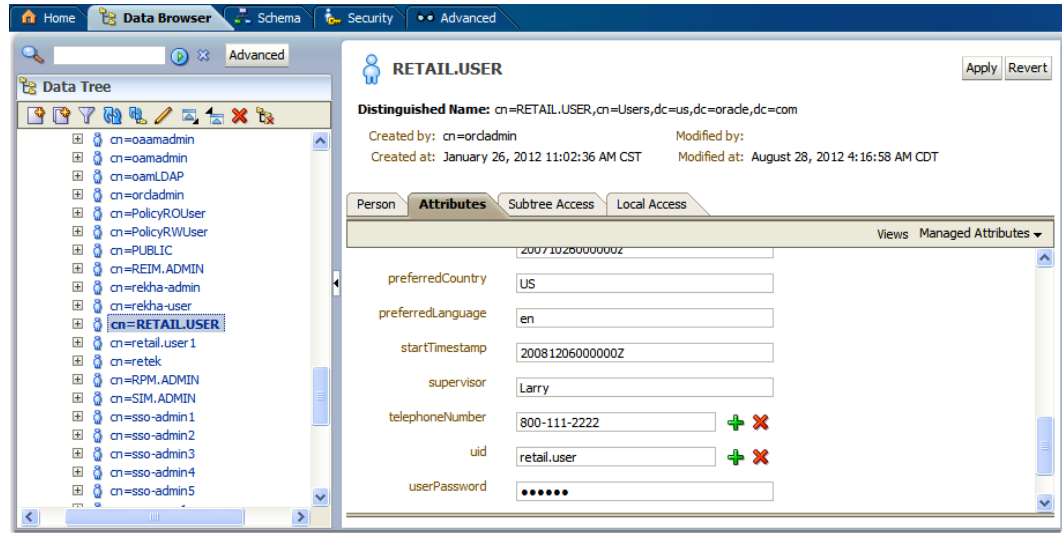 Home Data Browser Schema Security Advanced
Advanced
Data Tree
cn=oaamadmin
cn=oamadmin
cn=oamLDAP
cn=orcladmin
cn=PolicyROUser
cn=PolicyRWUser
cn=PUBLIC
cn=REIM.ADMIN
cn=rekha-admin
cn=rekha-user
cn=RETAIL.USER
cn=retail.user1
cn=retek
cn=RPM.ADMIN
cn=SIM.ADMIN
cn=sso-admin1
cn=sso-admin2
cn=sso-admin3
cn=sso-admin4
cn=sso-admin5
RETAIL.USER
Apply Revert
Distinguished Name: cn=RETAIL.USER,cn=Users,dc=us,dc=oracle,dc=com
Created by: cn=orcladmin Modified by:
Created at: January 26, 2012 11:02:36 AM CST Modified at: August 28, 2012 4:16:58 AM CDT
Person Attributes Subtree Access Local Access
Views Managed Attributes
preferredCountry US
preferredLanguage en
startTimestamp 20081206000000Z
supervisor Larry
telephoneNumber 800-111-2222
uid retail.user
userPassword ●●●●●●